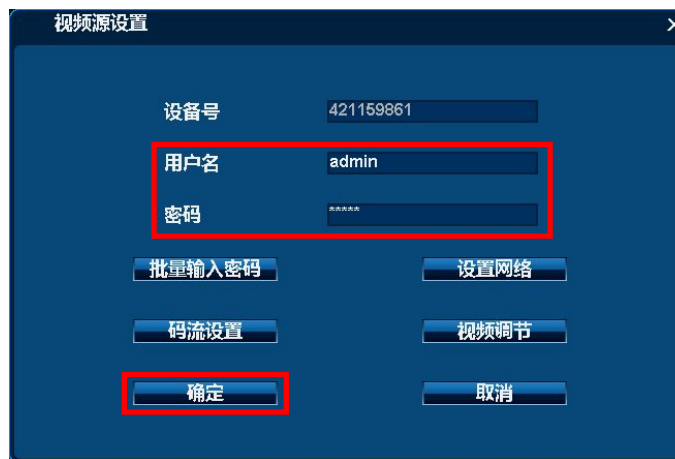 视频源设置
设备号 421159861
用户名 admin
密码 *****
批量输入密码 设置网络
码流设置 视频调节
确定 取消